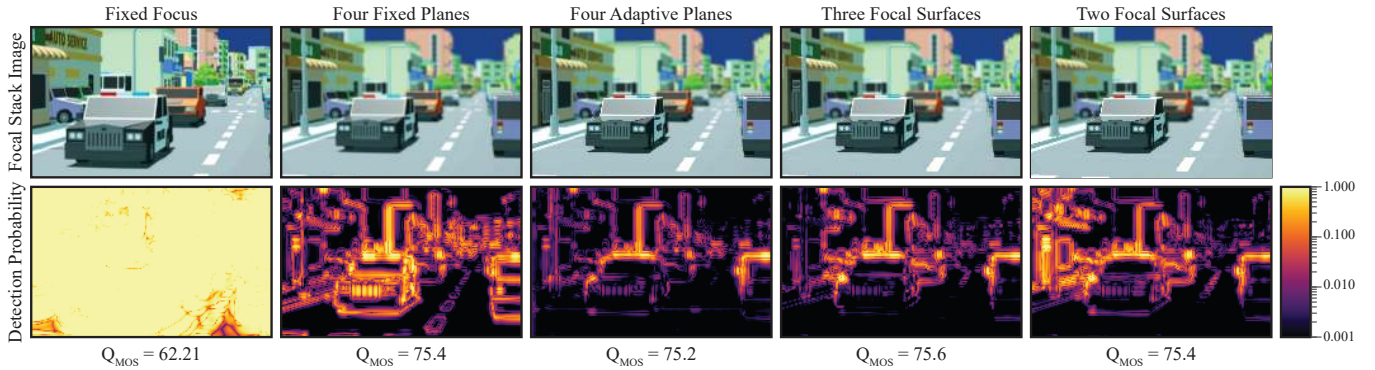 Fixed Focus
Four Fixed Planes
Four Adaptive Planes
Three Focal Surfaces
Two Focal Surfaces
Focal Stack Image
AUTO SERVICE
Detection Probability
1.000
0.100
0.010
0.001
Q_MOS = 62.21
Q_MOS = 75.4
Q_MOS = 75.2
Q_MOS = 75.6
Q_MOS = 75.4